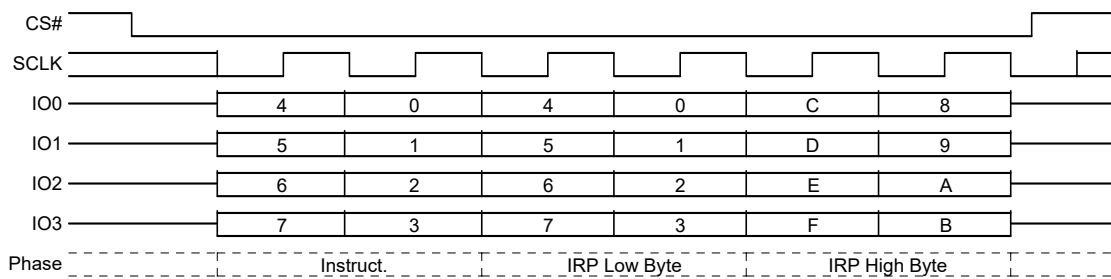 CS#
SCLK
IO0 4 0 4 0 C 8
IO1 5 1 5 1 D 9
IO2 6 2 6 2 E A
IO3 7 3 7 3 F B
Phase Instruct. IRP Low Byte IRP High Byte